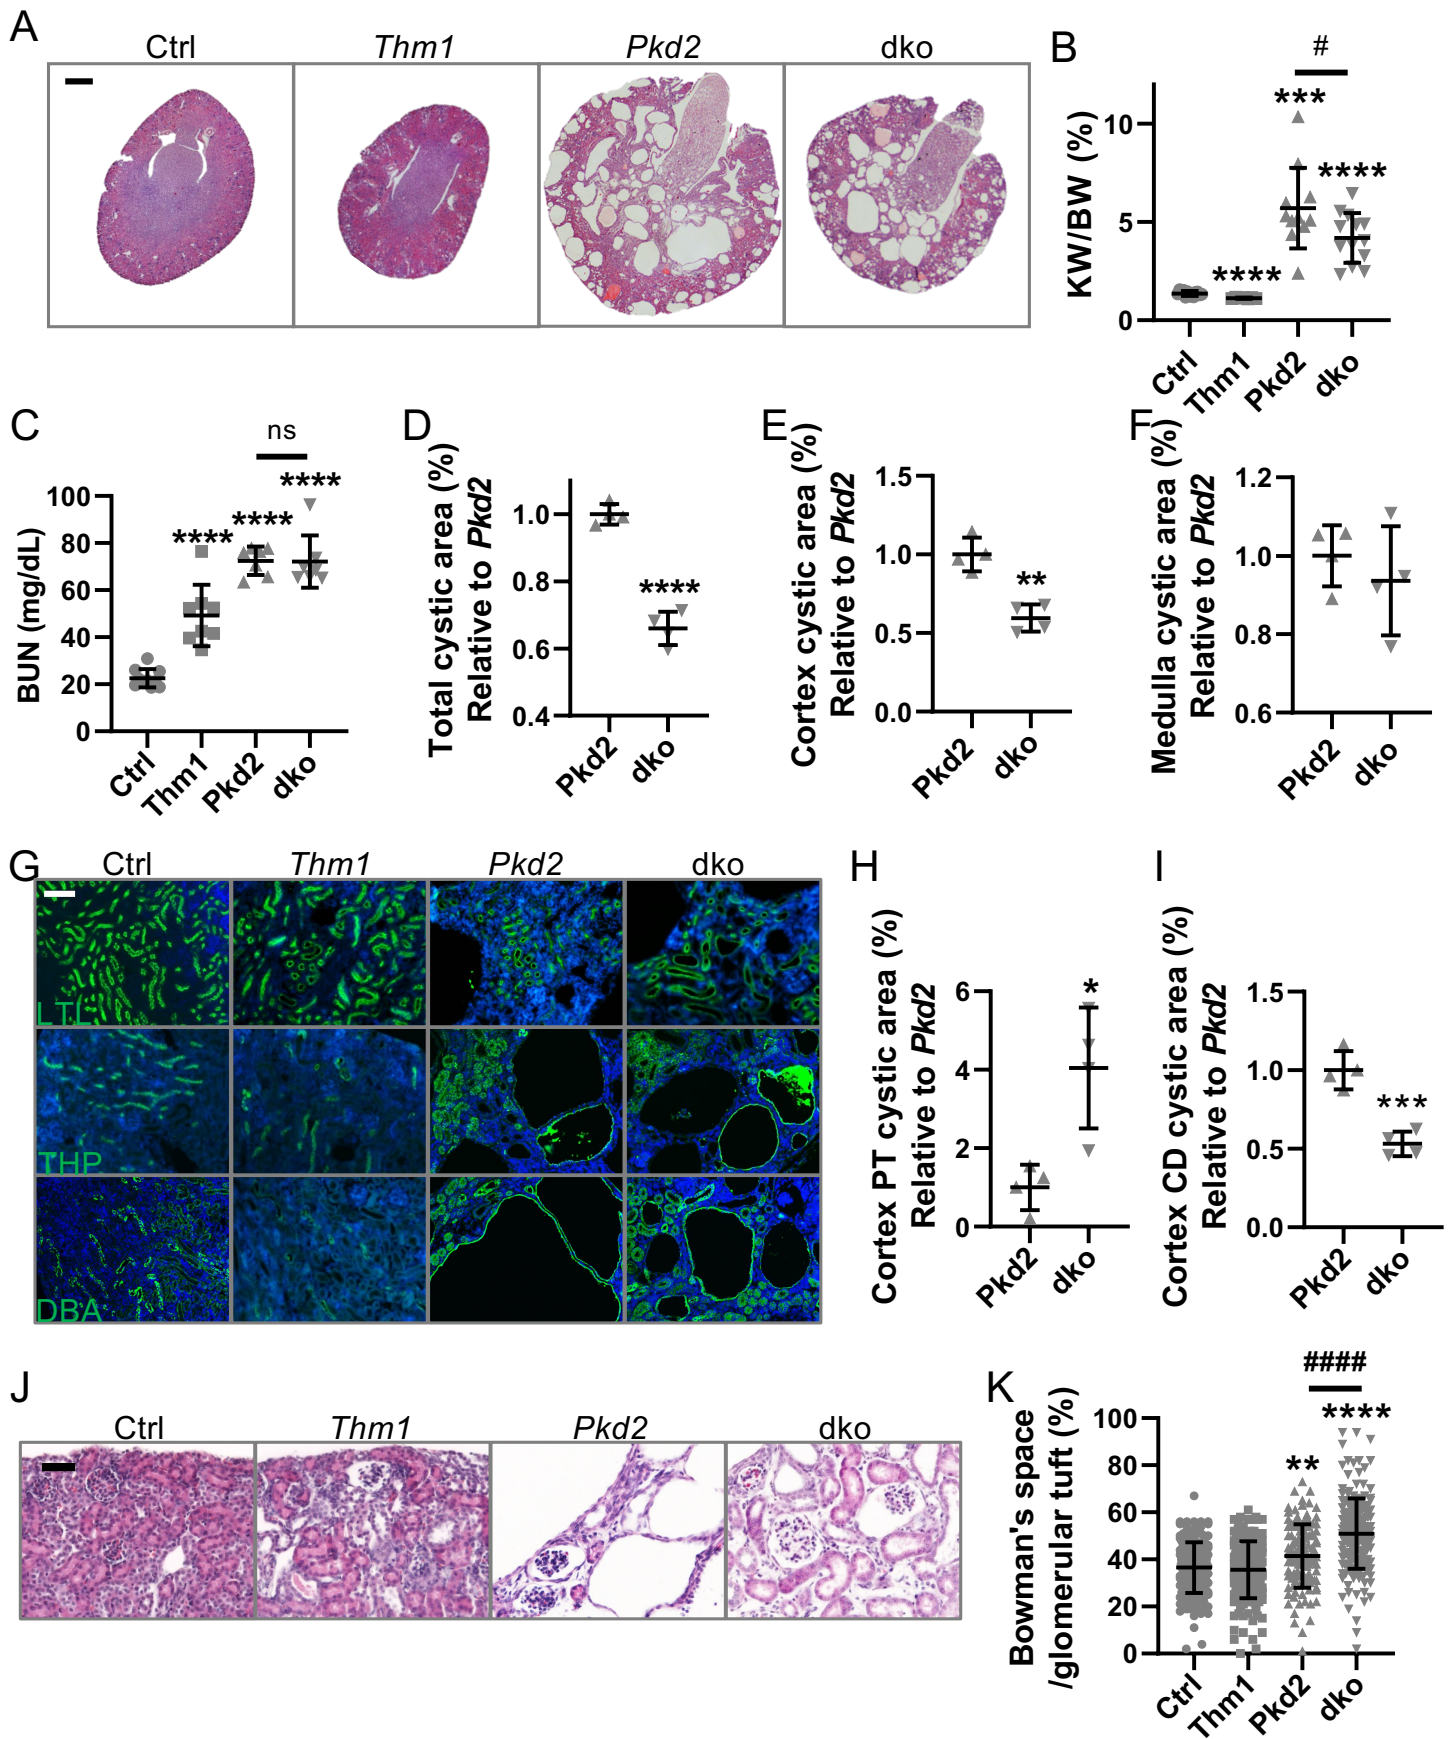 A
Ctrl Thm1 Pkd2 dko
B
#
***
****
****
KW/BW (%)
10
5
0
Ctrl Thm1 Pkd2 dko
C
ns
****
****
****
BUN (mg/dL)
100
80
60
40
20
0
Ctrl Thm1 Pkd2 dko
D
Total cystic area (%)
Relative to Pkd2
1.0
0.8
0.6
0.4
****
Pkd2 dko
E
Cortex cystic area (%)
Relative to Pkd2
1.5
1.0
0.5
0.0
**
Pkd2 dko
F
Medulla cystic area (%)
Relative to Pkd2
1.2
1.0
0.8
0.6
Pkd2 dko
G
Ctrl Thm1 Pkd2 dko
LTL
THP
DBA
H
Cortex PT cystic area (%)
Relative to Pkd2
6
4
2
0
*
Pkd2 dko
I
Cortex CD cystic area (%)
Relative to Pkd2
1.5
1.0
0.5
0.0
***
Pkd2 dko
J
Ctrl Thm1 Pkd2 dko
K
####
****
**
Bowman's space
/glomerular tuft (%)
100
80
60
40
20
0
Ctrl Thm1 Pkd2 dko